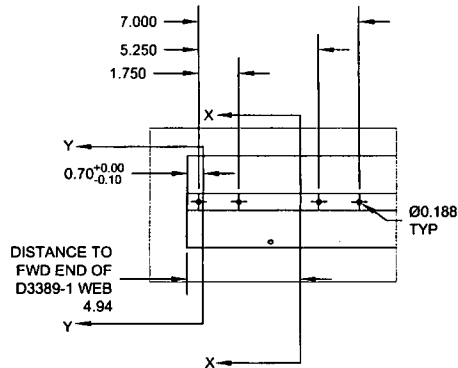 7.000
5.250
1.750
X
Y
0.70+0.00
-0.10
Ø0.188
TYP
DISTANCE TO
FWD END OF
D3389-1 WEB
4.94
Y
X